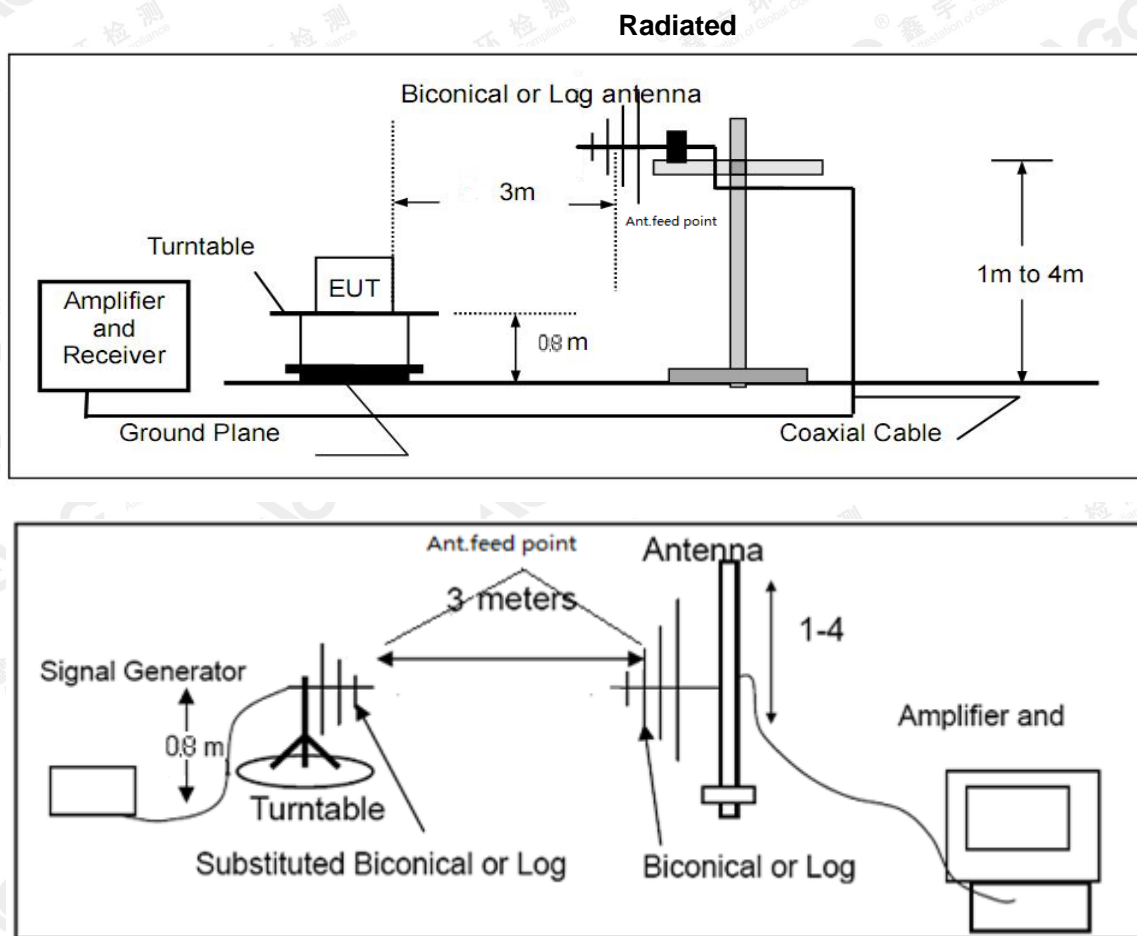 Radiated
Biconical or Log antenna
3m
Ant.feed point
Turntable
EUT
1m to 4m
Amplifier
and
Receiver
0.8 m
Ground Plane
Coaxial Cable
Ant.feed point
Antenna
3 meters
1-4
Signal Generator
Amplifier and
0.8 m
Turntable
Substituted Biconical or Log
Biconical or Log